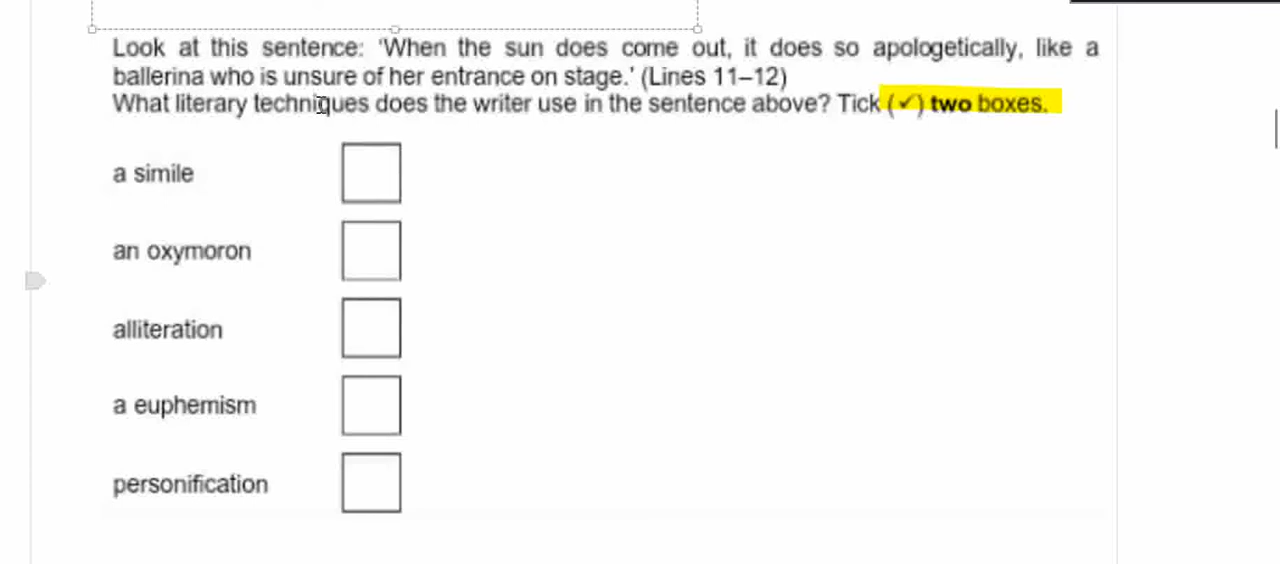 Look at this sentence: 'When the sun does come out, it does so apologetically, like a
ballerina who is unsure of her entrance on stage.' (Lines 11–12)
What literary techniques does the writer use in the sentence above? Tick (✓) two boxes.
a simile
an oxymoron
alliteration
a euphemism
personification